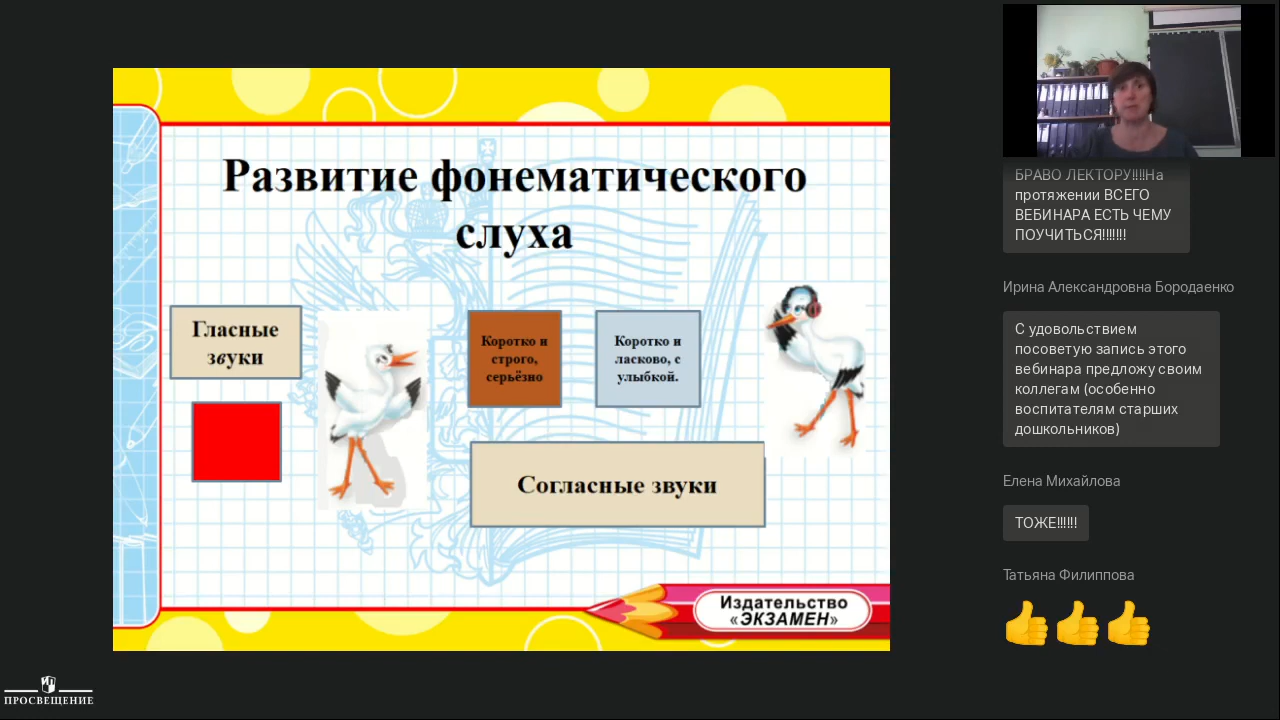 Развитие фонематического
слуха
Гласные
звуки
Коротко и
строго,
серьёзно
Коротко и
ласково, с
улыбкой.
Согласные звуки
Издательство
«ЭКЗАМЕН»
ПРОСВЕЩЕНИЕ
БРАВО ЛЕКТОРУ!!!!На
протяжении ВСЕГО
ВЕБИНАРА ЕСТЬ ЧЕМУ
ПОУЧИТЬСЯ!!!!!!!
Ирина Александровна Бородаенко
С удовольствием
посоветую запись этого
вебинара предложу своим
коллегам (особенно
воспитателям старших
дошкольников)
Елена Михайлова
ТОЖЕ!!!!!!
Татьяна Филиппова